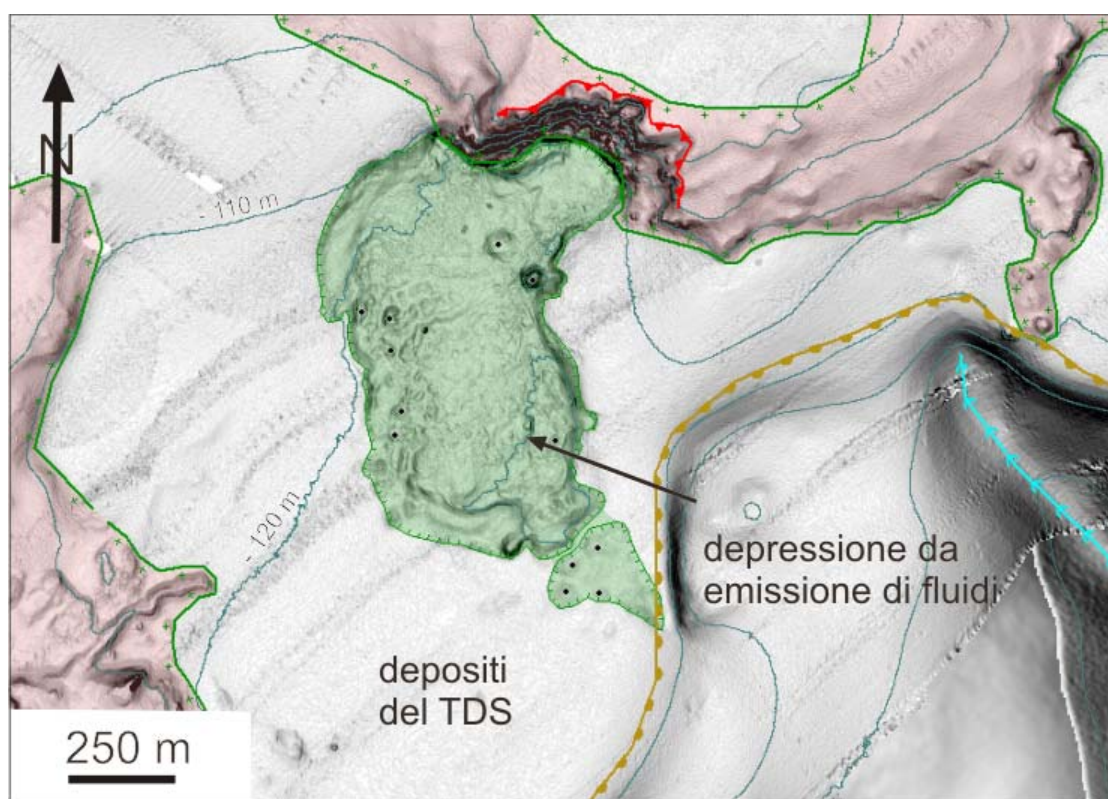 N
- 110 m
- 120 m
depressione da
emissione di fluidi
depositi
del TDS
250 m